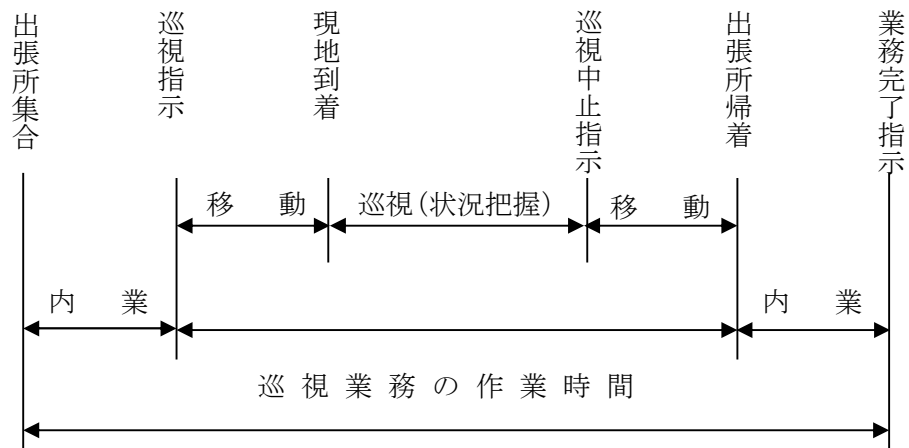 出張所集合
巡視指示
現地到着
巡視中止指示
出張所帰着
業務完了指示
移 動
巡視(状況把握)
移 動
内 業
内 業
巡視業務の作業時間